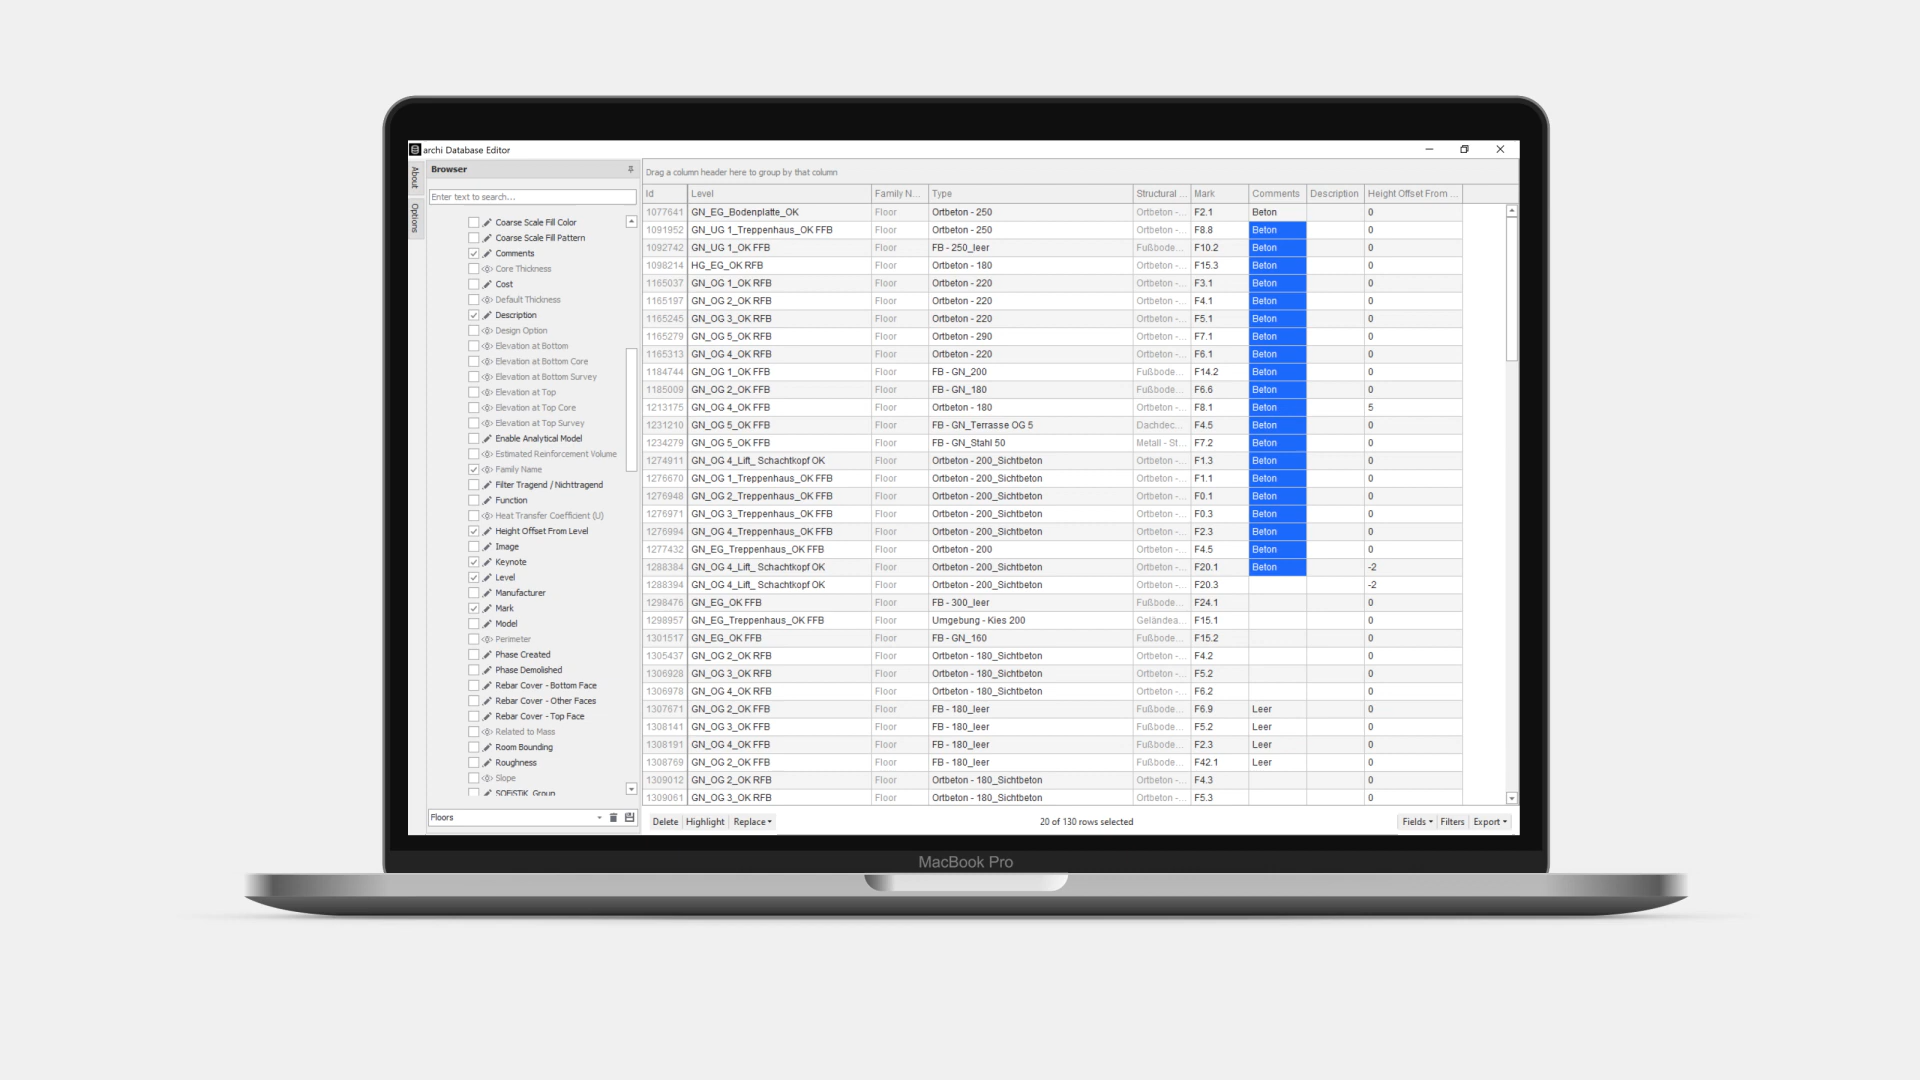 archi Database Editor
About
Options
Browser
Enter text to search...
Coarse Scale Fill Color
Coarse Scale Fill Pattern
Comments
Core Thickness
Cost
Default Thickness
Description
Design Option
Elevation at Bottom
Elevation at Bottom Core
Elevation at Bottom Survey
Elevation at Top
Elevation at Top Core
Elevation at Top Survey
Enable Analytical Model
Estimated Reinforcement Volume
Family Name
Filter Tragend / Nichttragend
Function
Heat Transfer Coefficient (U)
Height Offset From Level
Image
Keynote
Level
Manufacturer
Mark
Model
Perimeter
Phase Created
Phase Demolished
Rebar Cover - Bottom Face
Rebar Cover - Other Faces
Rebar Cover - Top Face
Related to Mass
Room Bounding
Roughness
Slope
SOFiSTiK_Group
Floors
Drag a column header here to group by that column
Id Level Family N... Type Structural ... Mark Comments Description Height Offset From ...
1077641 GN_EG_Bodenplatte_OK Floor Ortbeton - 250 Ortbeton -... F2.1 Beton 0
1091952 GN_UG 1_Treppenhaus_OK FFB Floor Ortbeton - 250 Ortbeton -... F8.8 Beton 0
1092742 GN_UG 1_OK FFB Floor FB - 250_leer Fußbode... F10.2 Beton 0
1098214 HG_EG_OK RFB Floor Ortbeton - 180 Ortbeton -... F15.3 Beton 0
1165037 GN_OG 1_OK RFB Floor Ortbeton - 220 Ortbeton -... F3.1 Beton 0
1165197 GN_OG 2_OK RFB Floor Ortbeton - 220 Ortbeton -... F4.1 Beton 0
1165245 GN_OG 3_OK RFB Floor Ortbeton - 220 Ortbeton -... F5.1 Beton 0
1165279 GN_OG 5_OK RFB Floor Ortbeton - 290 Ortbeton -... F7.1 Beton 0
1165313 GN_OG 4_OK RFB Floor Ortbeton - 220 Ortbeton -... F6.1 Beton 0
1184744 GN_OG 1_OK FFB Floor FB - GN_200 Fußbode... F14.2 Beton 0
1185009 GN_OG 2_OK FFB Floor FB - GN_180 Fußbode... F6.6 Beton 0
1213175 GN_OG 4_OK FFB Floor Ortbeton - 180 Ortbeton -... F8.1 Beton 5
1231210 GN_OG 5_OK FFB Floor FB - GN_Terrasse OG 5 Dachdec... F4.5 Beton 0
1234279 GN_OG 5_OK FFB Floor FB - GN_Stahl 50 Metall - St... F7.2 Beton 0
1274911 GN_OG 4_Lift_ Schachtkopf OK Floor Ortbeton - 200_Sichtbeton Ortbeton -... F1.3 Beton 0
1276670 GN_OG 1_Treppenhaus_OK FFB Floor Ortbeton - 200_Sichtbeton Ortbeton -... F1.1 Beton 0
1276948 GN_OG 2_Treppenhaus_OK FFB Floor Ortbeton - 200_Sichtbeton Ortbeton -... F0.1 Beton 0
1276971 GN_OG 3_Treppenhaus_OK FFB Floor Ortbeton - 200_Sichtbeton Ortbeton -... F0.3 Beton 0
1276994 GN_OG 4_Treppenhaus_OK FFB Floor Ortbeton - 200_Sichtbeton Ortbeton -... F2.3 Beton 0
1277432 GN_EG_Treppenhaus_OK FFB Floor Ortbeton - 200 Ortbeton -... F4.5 Beton 0
1288384 GN_OG 4_Lift_ Schachtkopf OK Floor Ortbeton - 200_Sichtbeton Ortbeton -... F20.1 Beton -2
1288394 GN_OG 4_Lift_ Schachtkopf OK Floor Ortbeton - 200_Sichtbeton Ortbeton -... F20.3 -2
1298476 GN_EG_OK FFB Floor FB - 300_leer Fußbode... F24.1 0
1298957 GN_EG_Treppenhaus_OK FFB Floor Umgebung - Kies 200 Geländea... F15.1 0
1301517 GN_EG_OK FFB Floor FB - GN_160 Fußbode... F15.2 0
1305437 GN_OG 2_OK RFB Floor Ortbeton - 180_Sichtbeton Ortbeton -... F4.2 0
1306928 GN_OG 3_OK RFB Floor Ortbeton - 180_Sichtbeton Ortbeton -... F5.2 0
1306978 GN_OG 4_OK RFB Floor Ortbeton - 180_Sichtbeton Ortbeton -... F6.2 0
1307671 GN_OG 2_OK FFB Floor FB - 180_leer Fußbode... F6.9 Leer 0
1308141 GN_OG 3_OK FFB Floor FB - 180_leer Fußbode... F5.2 Leer 0
1308191 GN_OG 4_OK FFB Floor FB - 180_leer Fußbode... F2.3 Leer 0
1308769 GN_OG 2_OK FFB Floor FB - 180_leer Fußbode... F42.1 Leer 0
1309012 GN_OG 2_OK RFB Floor Ortbeton - 180_Sichtbeton Ortbeton -... F4.3 0
1309061 GN_OG 3_OK RFB Floor Ortbeton - 180_Sichtbeton Ortbeton -... F5.3 0
Delete Highlight Replace 20 of 130 rows selected Fields Filters Export
MacBook Pro